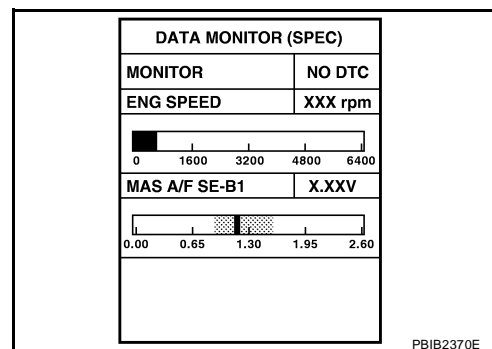 DATA MONITOR (SPEC)
MONITOR NO DTC
ENG SPEED XXX rpm
0 1600 3200 4800 6400
MAS A/F SE-B1 X.XXV
0.00 0.65 1.30 1.95 2.60
PBIB2370E